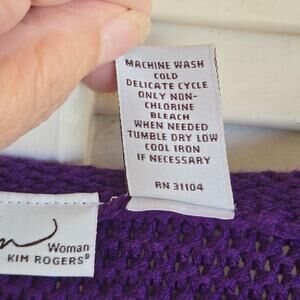 MACHINE WASH
COLD
DELICATE CYCLE
ONLY NON-
CHLORINE
BLEACH
WHEN NEEDED
TUMBLE DRY LOW
COOL IRON
IF NECESSARY
RN 31104
Woman
KIM ROGERS®